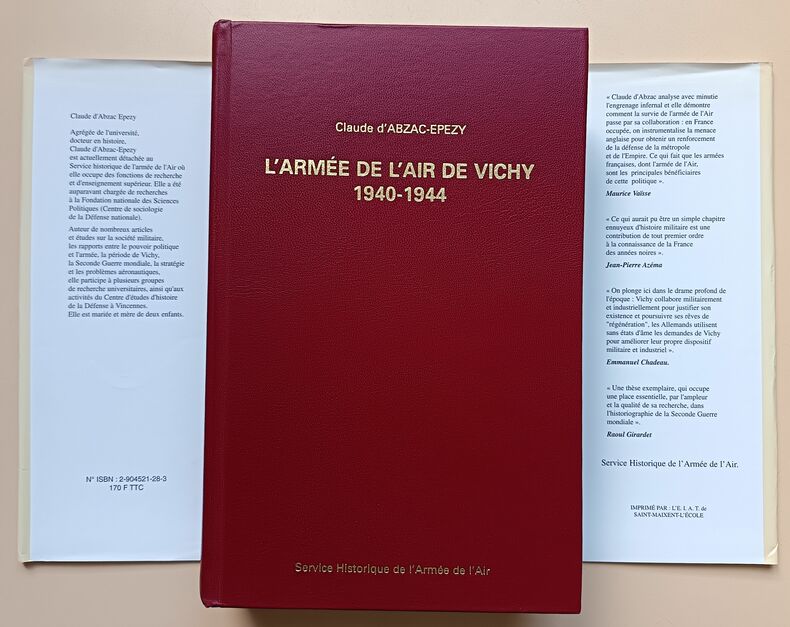 Claude d'Abzac Epezy
Agrégée de l'université,
docteur en histoire,
Claude d'Abzac-Epezy
est actuellement détachée au
Service historique de l'armée de l'Air où
elle occupe des fonctions de recherche
et d'enseignement supérieur. Elle a été
auparavant chargée de recherches
à la Fondation nationale des Sciences
Politiques (Centre de sociologie
de la Défense nationale).
Auteur de nombreux articles
et études sur la société militaire,
les rapports entre le pouvoir politique
et l'armée, la période de Vichy,
la Seconde Guerre mondiale, la stratégie
et les problèmes aéronautiques,
elle participe à plusieurs groupes
de recherche universitaires, ainsi qu'aux
activités du Centre d'études d'histoire
de la Défense à Vincennes.
Elle est mariée et mère de deux enfants.
N° ISBN : 2-904521-28-3
170 F TTC
Claude d'ABZAC-EPEZY
L'ARMÉE DE L'AIR DE VICHY
1940-1944
Service Historique de l'Armée de l'Air
« Claude d'Abzac analyse avec minutie
l'engrenage infernal et elle démontre
comment la survie de l'armée de l'Air
passe par sa collaboration : en France
occupée, on instrumentalise la menace
anglaise pour obtenir un renforcement
de la défense de la métropole
et de l'Empire. Ce qui fait que les armées
françaises, dont l'armée de l'Air,
sont les principales bénéficiaires
de cette politique ».
Maurice Vaïsse
« Ce qui aurait pu être un simple chapitre
ennuyeux d'histoire militaire est une
contribution de tout premier ordre
à la connaissance de la France
des années noires ».
Jean-Pierre Azéma
« On plonge ici dans le drame profond de
l'époque : Vichy collabore militairement
et industriellement pour justifier son
existence et poursuivre ses rêves de
"régénération", les Allemands utilisent
sans états d'âme les demandes de Vichy
pour améliorer leur propre dispositif
militaire et industriel ».
Emmanuel Chadeau.
« Une thèse exemplaire, qui occupe
une place essentielle, par l'ampleur
et la qualité de sa recherche, dans
l'historiographie de la Seconde Guerre
mondiale ».
Raoul Girardet
Service Historique de l'Armée de l'Air.
IMPRIMÉ PAR : L'E. I. A. T. de
SAINT-MAIXENT-L'ÉCOLE